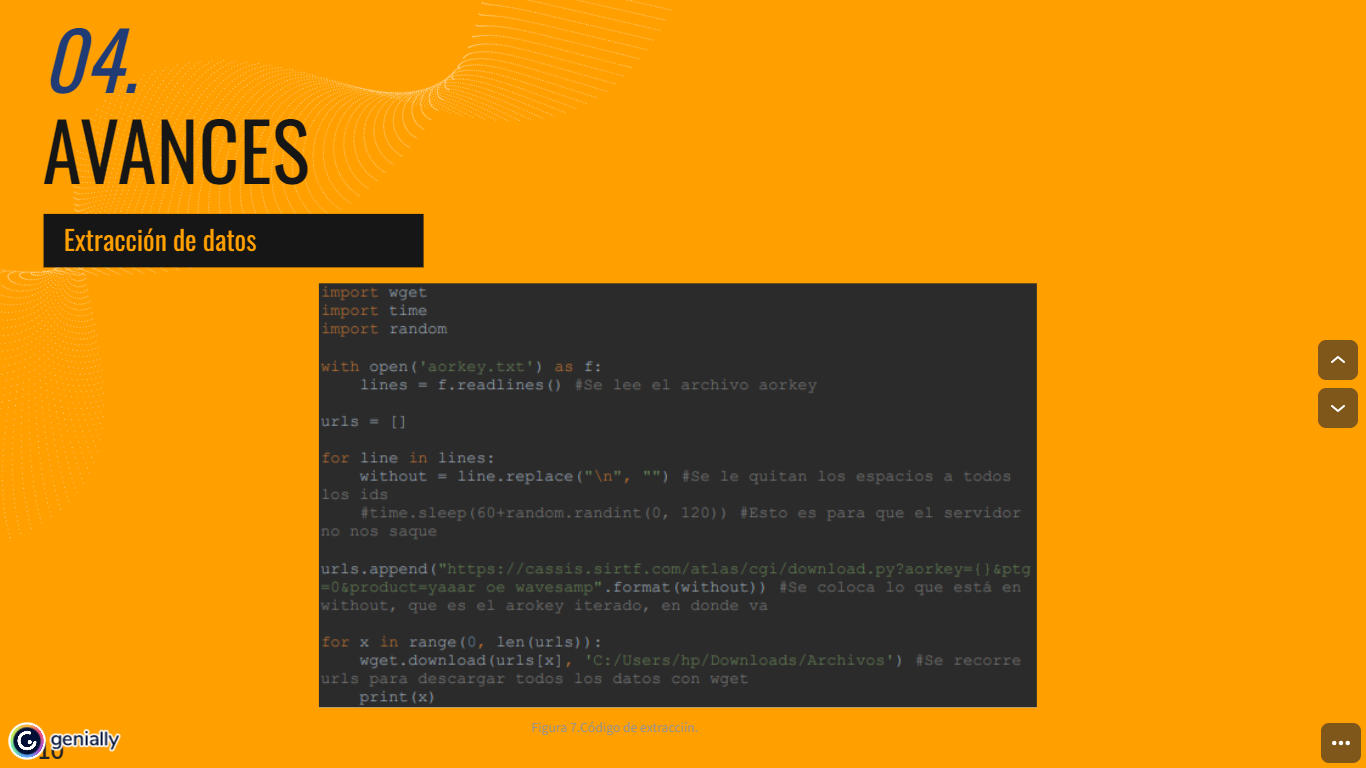 04.
AVANCES
Extracción de datos
import wget
import time
import random
with open('aorkey.txt') as f:
lines = f.readlines() #Se lee el archivo aorkey
urls = []
for line in lines:
without = line.replace("\n", "") #Se le quitan los espacios a todos
los ids
#time.sleep(60+random.randint(0, 120)) #Esto es para que el servidor
no nos saque
urls.append("https://cassis.sirtf.com/atlas/cgi/download.py?aorkey={}&ptg
=0&product=yaaar oe wavesamp".format(without)) #Se coloca lo que está en
without, que es el arokey iterado, en donde va
for x in range(0, len(urls)):
wget.download(urls[x], 'C:/Users/hp/Downloads/Archivos') #Se recorre
urls para descargar todos los datos con wget
print(x)
Figura 7.Código de extracciín.
genially
10